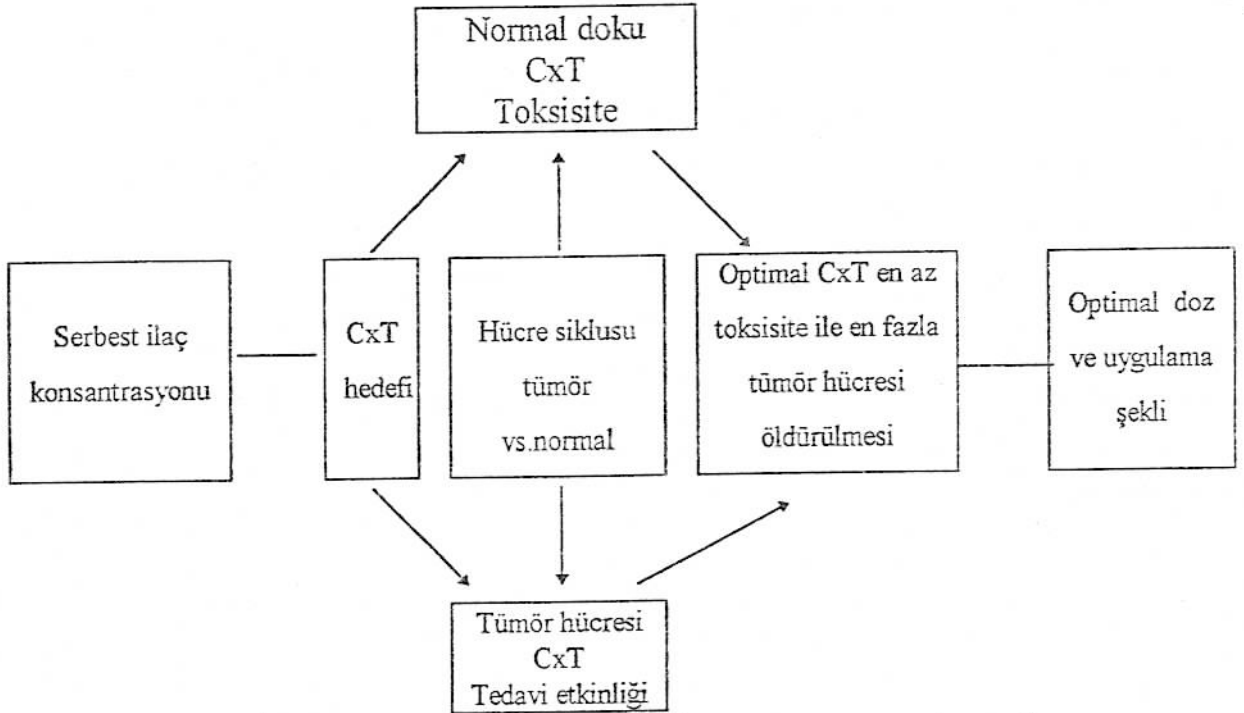 Normal doku
CxT
Toksisite
Serbest ilaç
konsantrasyonu
CxT
hedefi
Hücre siklusu
tümör
vs.normal
Optimal CxT en az
toksisite ile en fazla
tümör hücresi
öldürülmesi
Optimal doz
ve uygulama
şekli
Tümör hücresi
CxT
Tedavi etkinliği